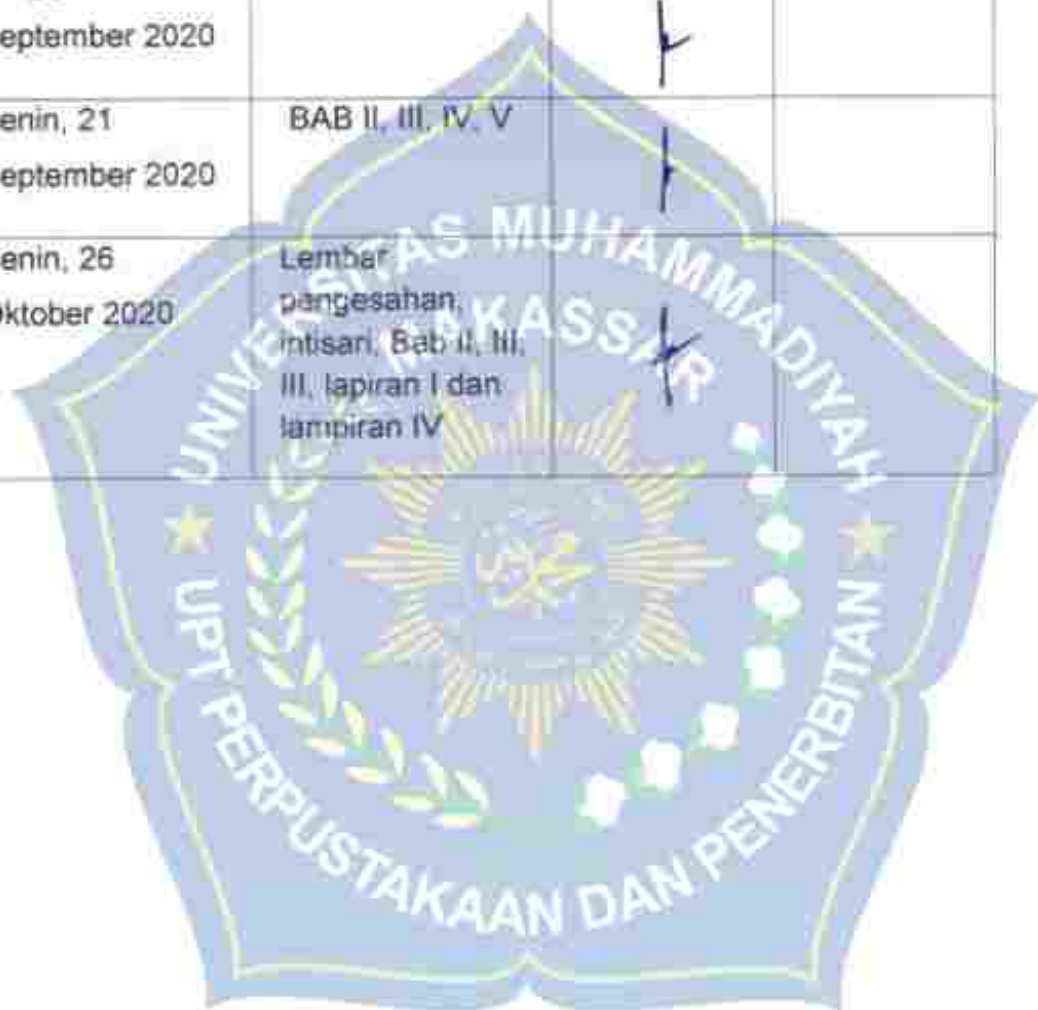 eptember 2020
enin, 21
eptember 2020
BAB II, III, IV, V
enin, 26
Oktober 2020
Lembar
pengesahan,
intisari, Bab II, III,
III, lapiran I dan
lampiran IV
UNIVERSITAS MUHAMMADIYAH
MAKASSAR
UPT PERPUSTAKAAN DAN PENERBITAN